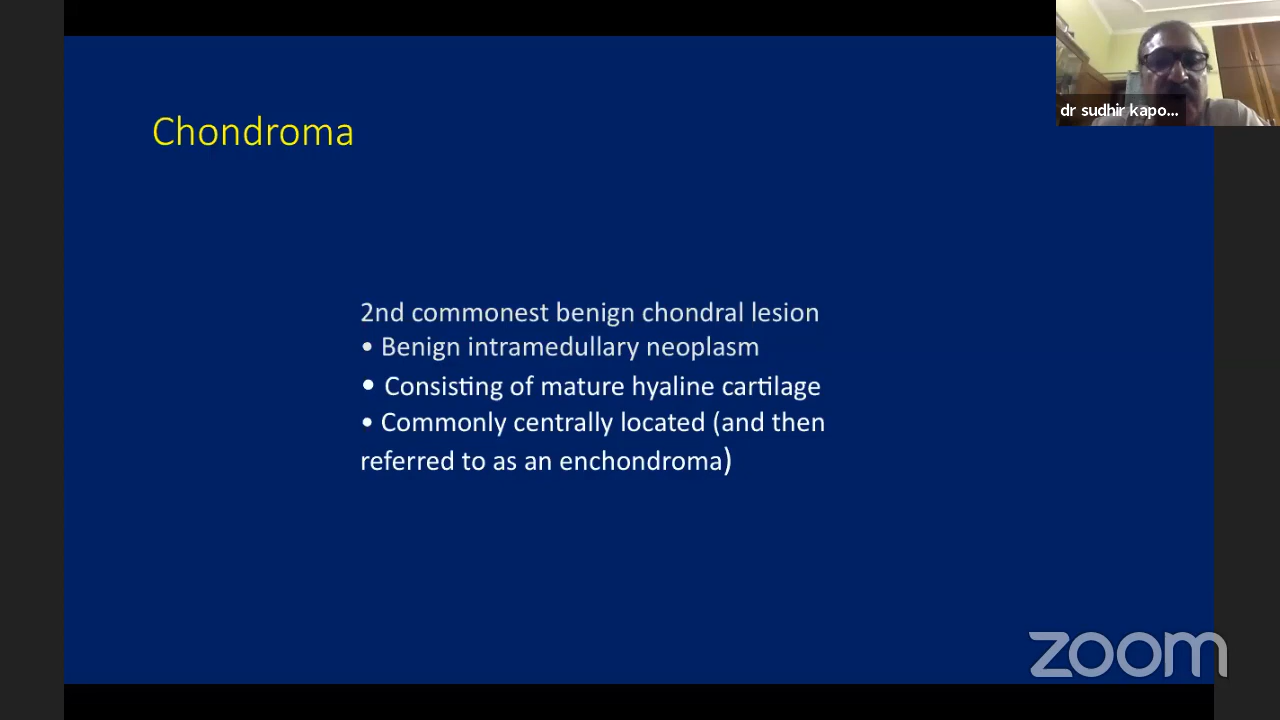 dr sudhir kapo...
Chondroma
2nd commonest benign chondral lesion
• Benign intramedullary neoplasm
• Consisting of mature hyaline cartilage
• Commonly centrally located (and then
referred to as an enchondroma)
zoom